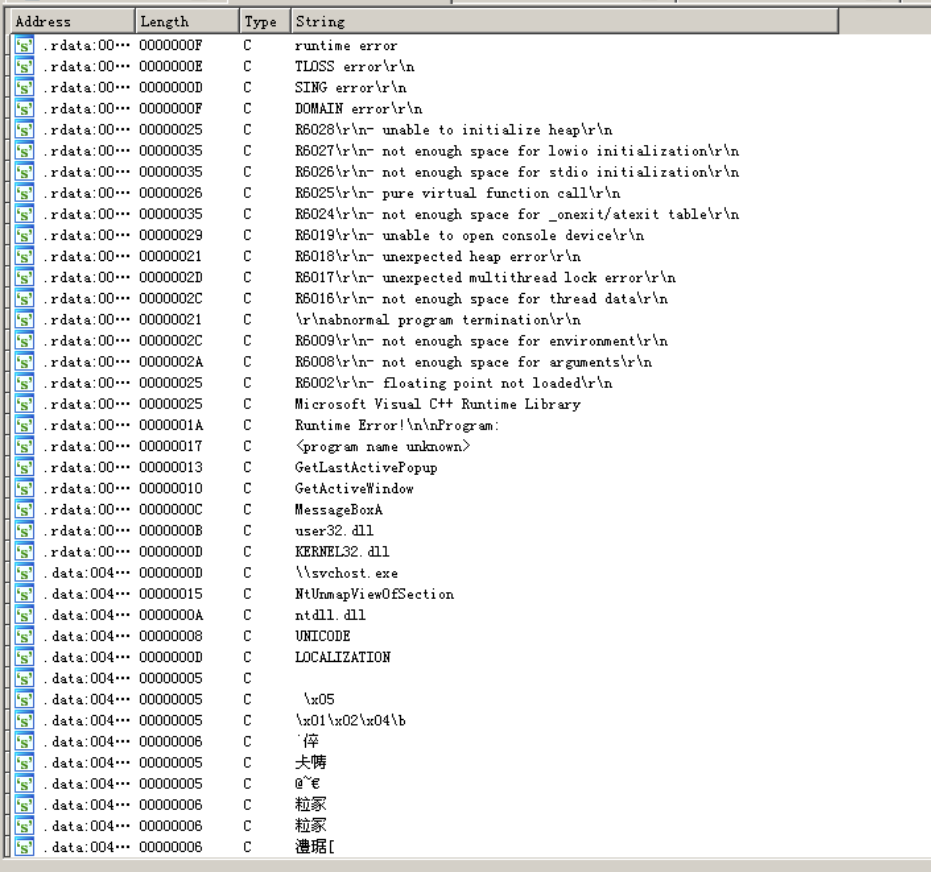 Address Length Type String
.rdata:00··· 0000000F C runtime error
.rdata:00··· 0000000E C TLOSS error\r\n
.rdata:00··· 0000000D C SING error\r\n
.rdata:00··· 0000000F C DOMAIN error\r\n
.rdata:00··· 00000025 C R6028\r\n- unable to initialize heap\r\n
.rdata:00··· 00000035 C R6027\r\n- not enough space for lowio initialization\r\n
.rdata:00··· 00000035 C R6026\r\n- not enough space for stdio initialization\r\n
.rdata:00··· 00000026 C R6025\r\n- pure virtual function call\r\n
.rdata:00··· 00000035 C R6024\r\n- not enough space for _onexit/atexit table\r\n
.rdata:00··· 00000029 C R6019\r\n- unable to open console device\r\n
.rdata:00··· 00000021 C R6018\r\n- unexpected heap error\r\n
.rdata:00··· 0000002D C R6017\r\n- unexpected multithread lock error\r\n
.rdata:00··· 0000002C C R6016\r\n- not enough space for thread data\r\n
.rdata:00··· 00000021 C \r\nabnormal program termination\r\n
.rdata:00··· 0000002C C R6009\r\n- not enough space for environment\r\n
.rdata:00··· 0000002A C R6008\r\n- not enough space for arguments\r\n
.rdata:00··· 00000025 C R6002\r\n- floating point not loaded\r\n
.rdata:00··· 00000025 C Microsoft Visual C++ Runtime Library
.rdata:00··· 0000001A C Runtime Error!\n\nProgram:
.rdata:00··· 00000017 C <program name unknown>
.rdata:00··· 00000013 C GetLastActivePopup
.rdata:00··· 00000010 C GetActiveWindow
.rdata:00··· 0000000C C MessageBoxA
.rdata:00··· 0000000B C user32.dll
.rdata:00··· 0000000D C KERNEL32.dll
.data:004··· 0000000D C \\svchost.exe
.data:004··· 00000015 C NtUnmapViewOfSection
.data:004··· 0000000A C ntdll.dll
.data:004··· 00000008 C UNICODE
.data:004··· 0000000D C LOCALIZATION
.data:004··· 00000005 C
.data:004··· 00000005 C \x05
.data:004··· 00000005 C \x01\x02\x04\b
.data:004··· 00000006 C
.data:004··· 00000005 C
.data:004··· 00000005 C @~€
.data:004··· 00000006 C 粒冢
.data:004··· 00000006 C 粒冢
.data:004··· 00000006 C